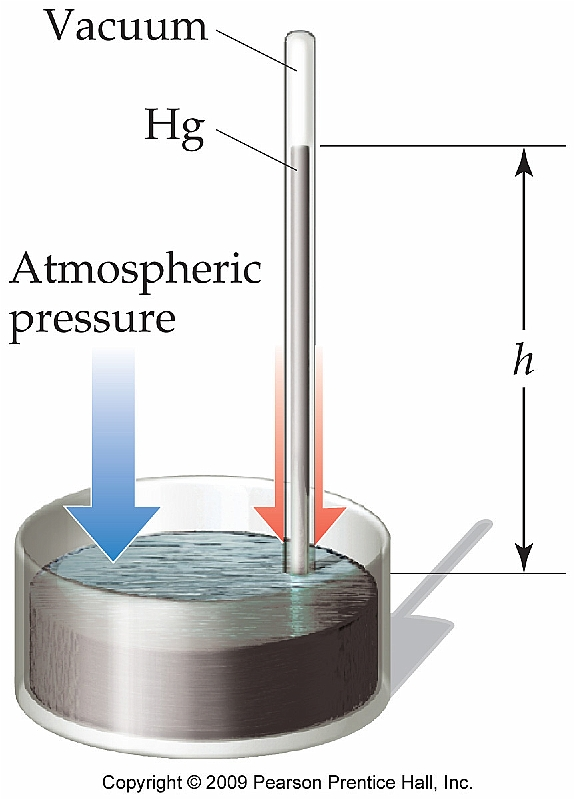 Vacuum
Hg
Atmospheric
pressure
h
Copyright © 2009 Pearson Prentice Hall, Inc.